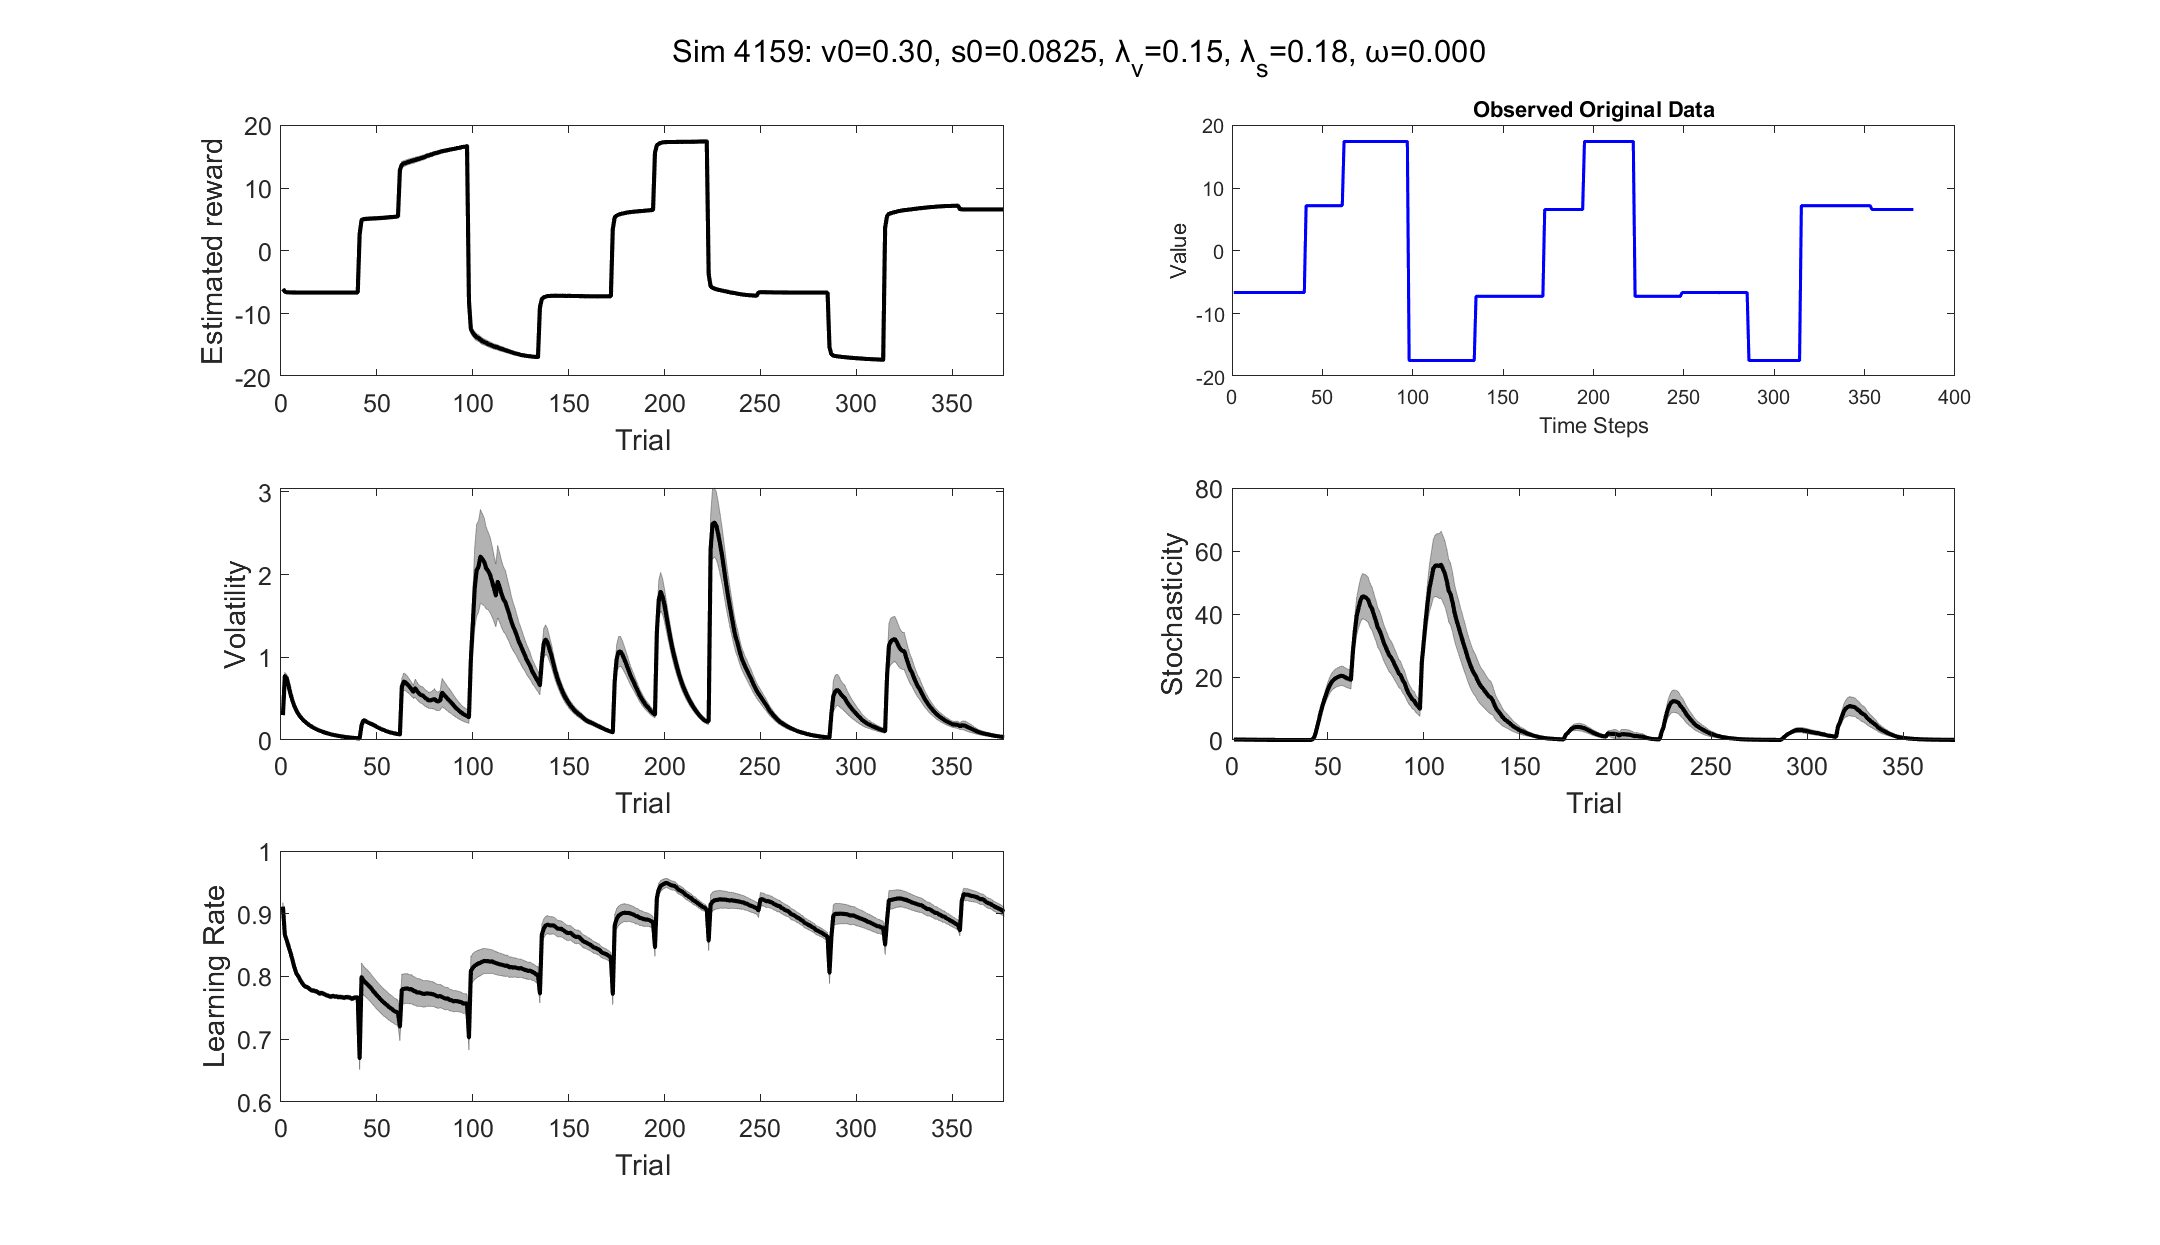 Sim 4159: v0=0.30, s0=0.0825, λv=0.15, λs=0.18, ω=0.000
Estimated reward
20
10
0
-10
-20
0 50 100 150 200 250 300 350
Trial
Observed Original Data
Value
20
10
0
-10
-20
0 50 100 150 200 250 300 350 400
Time Steps
Volatility
3
2
1
0
0 50 100 150 200 250 300 350
Trial
Stochasticity
80
60
40
20
0
0 50 100 150 200 250 300 350
Trial
Learning Rate
1
0.9
0.8
0.7
0.6
0 50 100 150 200 250 300 350
Trial